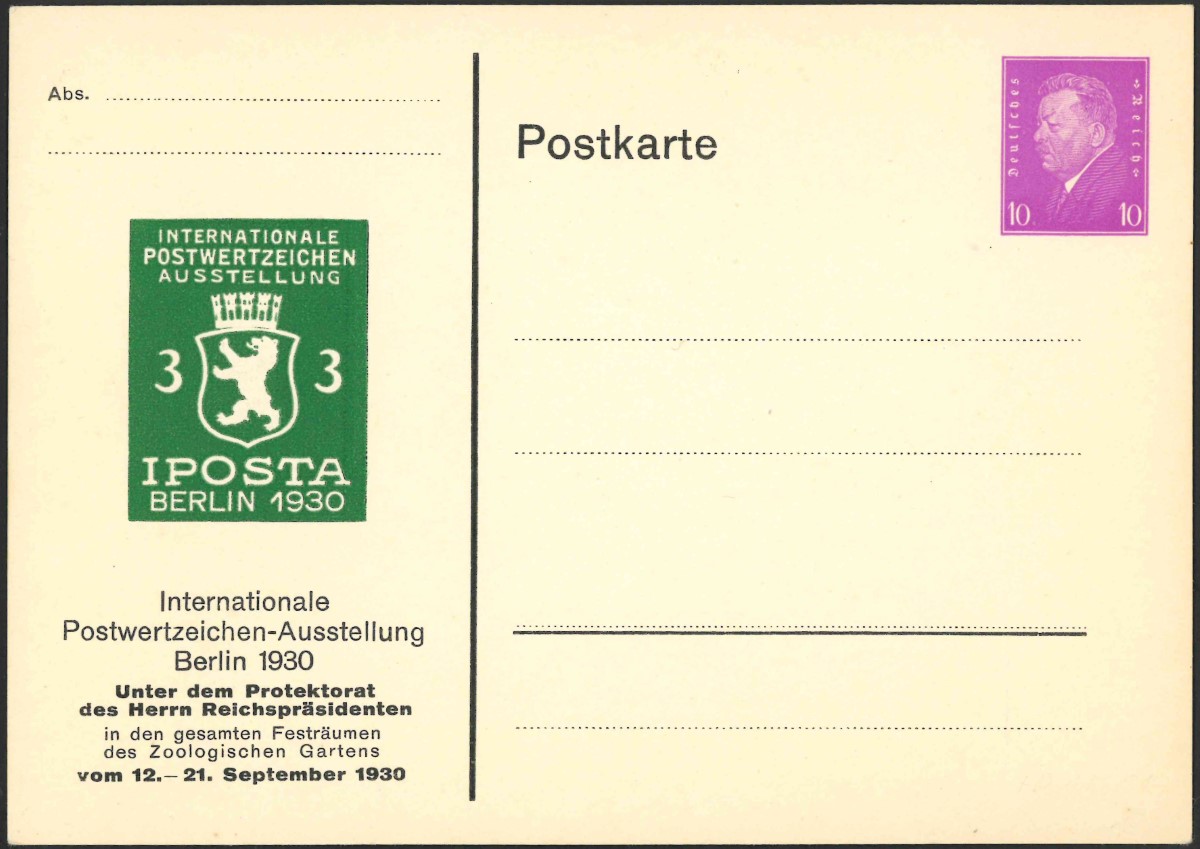 Abs.
INTERNATIONALE
POSTWERTZEICHEN
AUSSTELLUNG
3 3
IPOSTA
BERLIN 1930
Internationale
Postwertzeichen-Ausstellung
Berlin 1930
Unter dem Protektorat
des Herrn Reichspräsidenten
in den gesamten Festräumen
des Zoologischen Gartens
vom 12.–21. September 1930
Postkarte
Deutsches
Reich
10 10